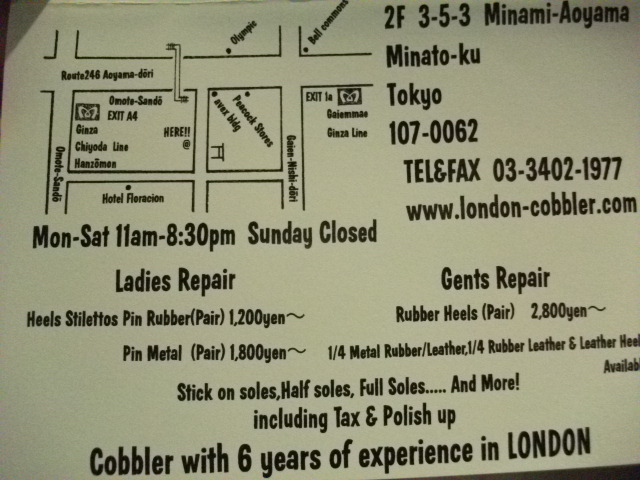 Olympic
Bell commons
Route246 Aoyama-dōri
Omote-Sandō
EXIT A4
Ginza
Chiyoda Line
Hanzōmon
HERE!!
@
avax bldg
Peacock Stores
EXIT 1a
Gaiemmae
Ginza Line
Omote-Sandō
Gaien-Nishi-dōri
Hotel Floracion
2F 3-5-3 Minami-Aoyama
Minato-ku
Tokyo
107-0062
TEL&FAX 03-3402-1977
www.london-cobbler.com
Mon-Sat 11am-8:30pm Sunday Closed
Ladies Repair
Heels Stilettos Pin Rubber(Pair) 1,200yen～
Pin Metal (Pair) 1,800yen～
Gents Repair
Rubber Heels (Pair) 2,800yen～
1/4 Metal Rubber/Leather,1/4 Rubber Leather & Leather Heel
Availabl
Stick on soles,Half soles, Full Soles..... And More!
including Tax & Polish up
Cobbler with 6 years of experience in LONDON